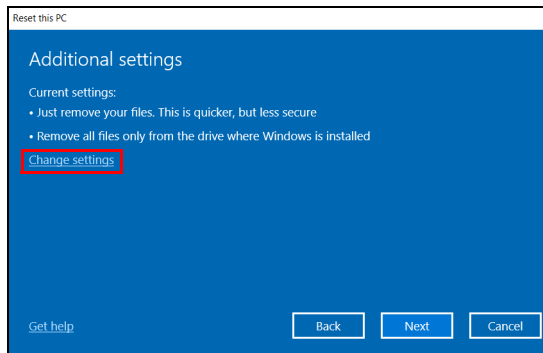 Reset this PC
Additional settings
Current settings:
• Just remove your files. This is quicker, but less secure
• Remove all files only from the drive where Windows is installed
Change settings
Get help
Back
Next
Cancel